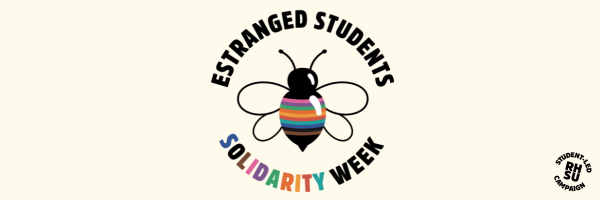 ESTRANGED STUDENTS
SOLIDARITY WEEK
STUDENT-LED
RH
SU
CAMPAIGN